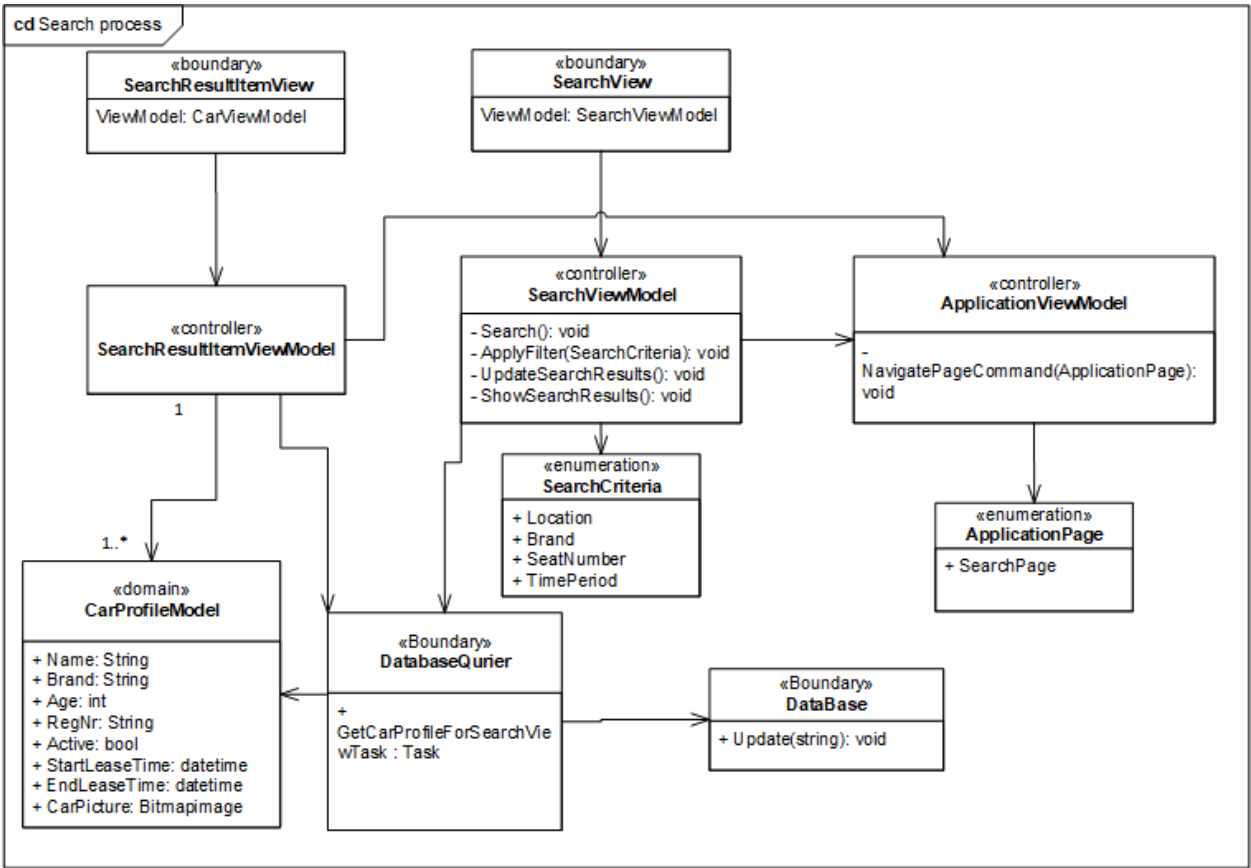 cd Search process
«boundary»
SearchResultItemView
ViewModel: CarViewModel
«boundary»
SearchView
ViewModel: SearchViewModel
«controller»
SearchResultItemViewModel
«controller»
SearchViewModel
- Search(): void
- ApplyFilter(SearchCriteria): void
- UpdateSearchResults(): void
- ShowSearchResults(): void
«controller»
ApplicationViewModel
-
NavigatePageCommand(ApplicationPage):
void
1
1..*
«enumeration»
SearchCriteria
+ Location
+ Brand
+ SeatNumber
+ TimePeriod
«enumeration»
ApplicationPage
+ SearchPage
«domain»
CarProfileModel
+ Name: String
+ Brand: String
+ Age: int
+ RegNr: String
+ Active: bool
+ StartLeaseTime: datetime
+ EndLeaseTime: datetime
+ CarPicture: Bitmapimage
«Boundary»
DatabaseQurier
+
GetCarProfileForSearchVie
wTask : Task
«Boundary»
DataBase
+ Update(string): void